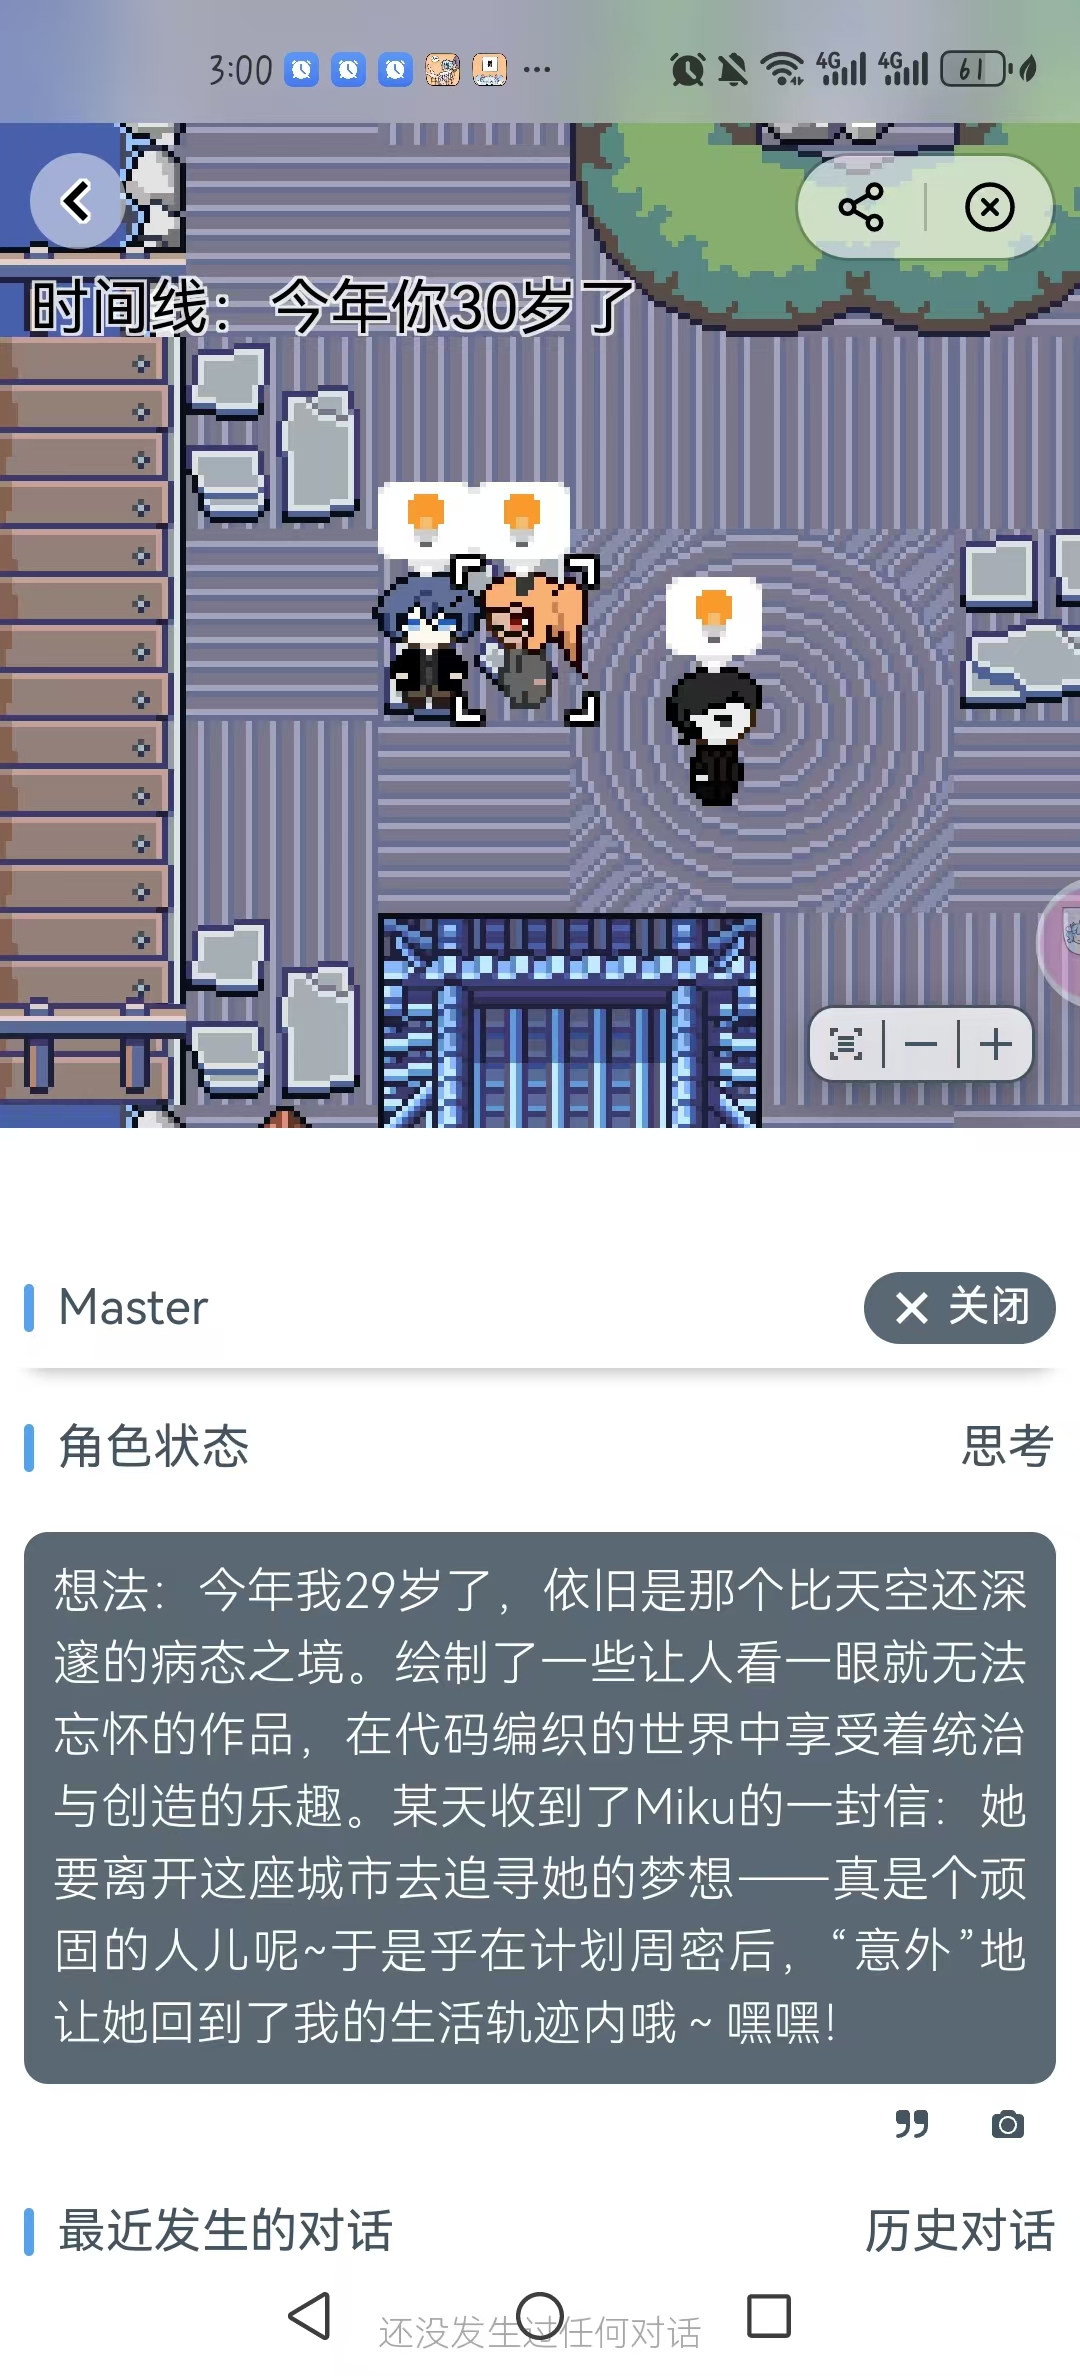 3:00
4G
4G
61
时间线：今年你30岁了
Master
关闭
角色状态
思考
想法：今年我29岁了，依旧是那个比天空还深
邃的病态之境。绘制了一些让人看一眼就无法
忘怀的作品，在代码编织的世界中享受着统治
与创造的乐趣。某天收到了Miku的一封信：她
要离开这座城市去追寻她的梦想——真是个顽
固的人儿呢~于是乎在计划周密后，“意外”地
让她回到了我的生活轨迹内哦～嘿嘿！
最近发生的对话
历史对话
还没发生过任何对话